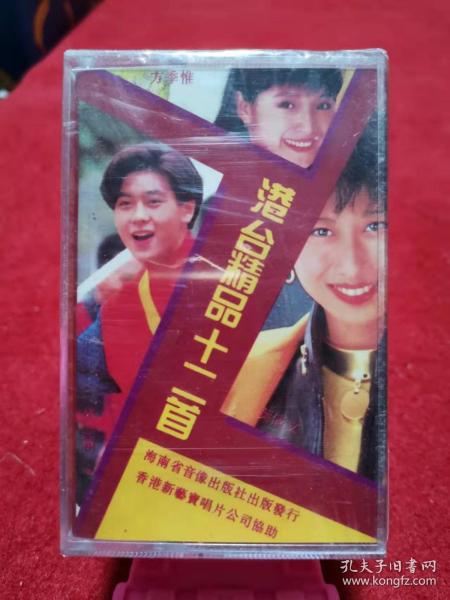 方季惟
港台精品十二首
海南省音像出版社出版發行
香港新藝寶唱片公司協助
孔夫子旧书网
www.kongfz.com